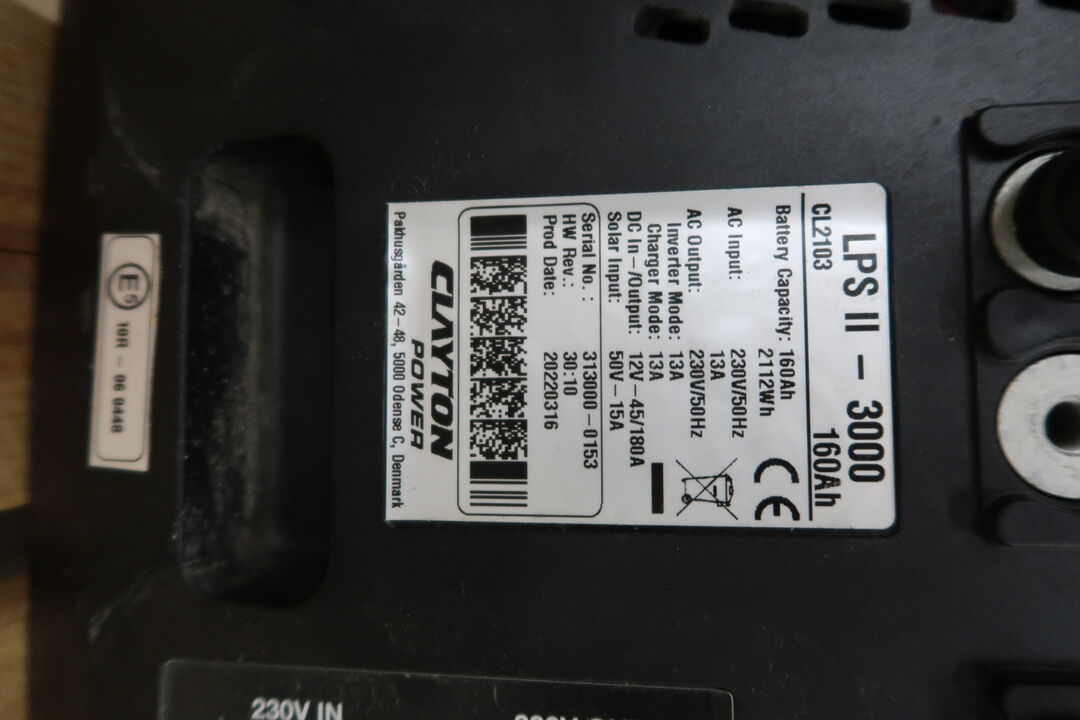 LPS II – 3000
CL2103 160Ah
Battery Capacity: 160Ah
2112Wh
AC Input: 230V/50Hz
13A
AC Output: 230V/50Hz
Inverter Mode: 13A
Charger Mode: 13A
DC In–/Output: 12V–45/180A
Solar Input: 50V–15A
CE
Serial No. : 313000–0153
HW Rev.: 30:10
Prod Date: 20220316
CLAYTON
POWER
Pakhusgården 42–48, 5000 Odense C, Denmark
E5 10R – 06 0448
230V IN